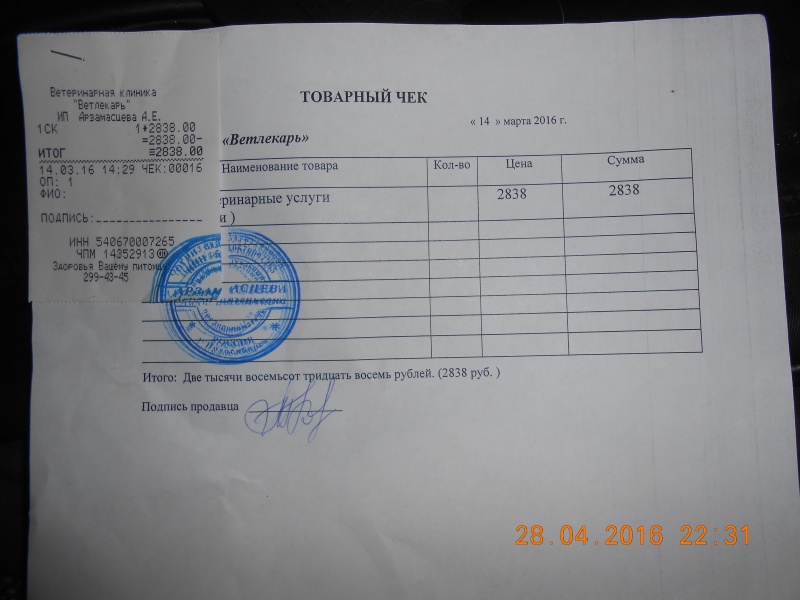 Ветеринарная клиника
"Ветлекарь"
ИП Арзамасцева А.Е.
1СК 1*2838.00
=2838.00-
ИТОГ ≡2838.00
14.03.16 14:29 ЧЕК:00016
ОП: 1
ФИО:
ПОДПИСЬ:
ИНН 540670007265
ЧПМ 14352913
Здоровья Вашему питомц
299-43-45
ТОВАРНЫЙ ЧЕК
« 14 » марта 2016 г.
«Ветлекарь»
Наименование товара Кол-во Цена Сумма
еринарные услуги 2838 2838
и )
РОССИЯ
Итого: Две тысячи восемьсот тридцать восемь рублей. (2838 руб. )
Подпись продавца
28.04.2016 22:31